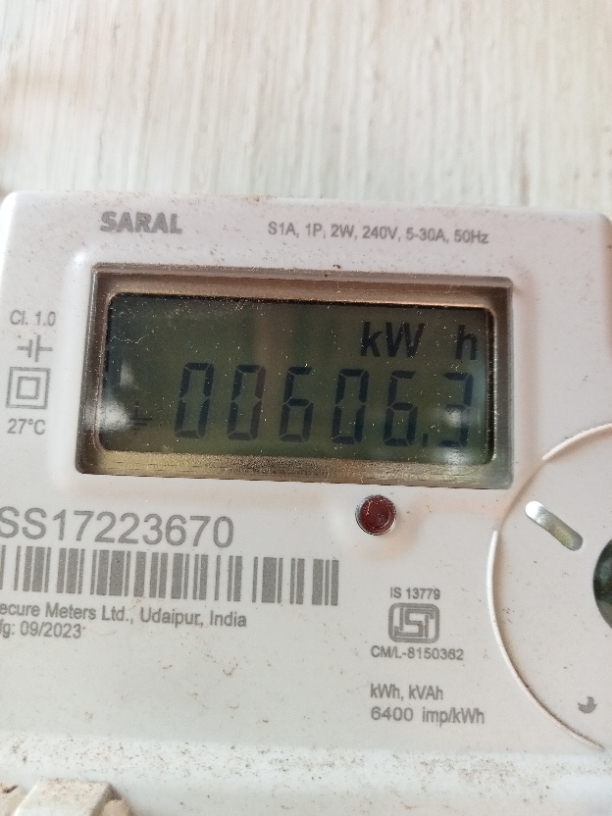 SARAL
S1A, 1P, 2W, 240V, 5-30A, 50Hz
Cl. 1.0
27°C
kW h
00606.3
SS17223670
ecure Meters Ltd., Udaipur, India
fg: 09/2023
IS 13779
CM/L-8150362
kWh, kVAh
6400 imp/kWh